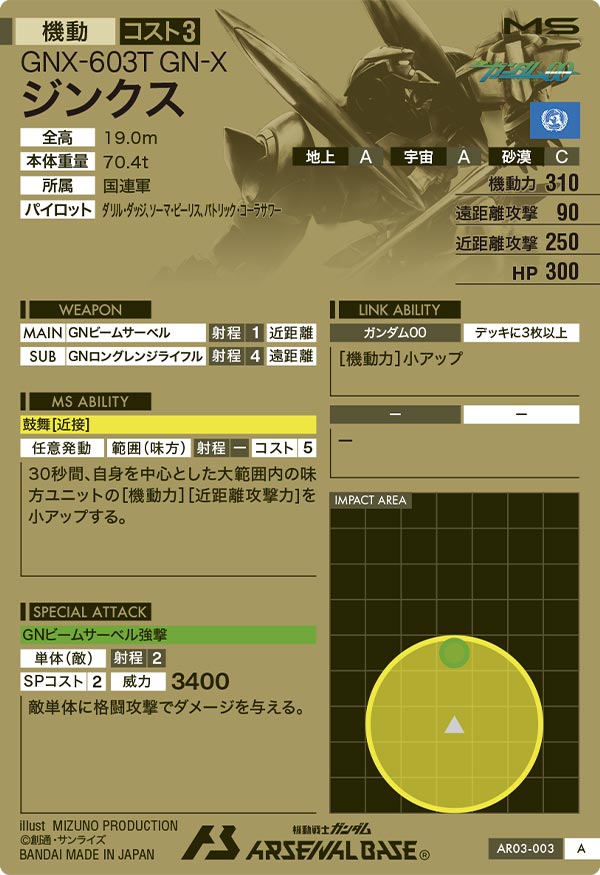 機動 コスト3
MS
GNX-603T GN-X
ジンクス
ガンダム00
全高 19.0m
本体重量 70.4t
所属 国連軍
パイロット ダリル・ダッジ、ソーマ・ピーリス、パトリック・コーラサワー
地上 A 宇宙 A 砂漠 C
機動力 310
遠距離攻撃 90
近距離攻撃 250
HP 300
WEAPON
MAIN GNビームサーベル 射程 1 近距離
SUB GNロングレンジライフル 射程 4 遠距離
MS ABILITY
鼓舞[近接]
任意発動 範囲(味方) 射程 ー コスト 5
30秒間、自身を中心とした大範囲内の味
方ユニットの[機動力][近距離攻撃力]を
小アップする。
SPECIAL ATTACK
GNビームサーベル強撃
単体(敵) 射程 2
SPコスト 2 威力 3400
敵単体に格闘攻撃でダメージを与える。
LINK ABILITY
ガンダム00 デッキに3枚以上
[機動力]小アップ
ー ー
ー
IMPACT AREA
illust MIZUNO PRODUCTION
©創通・サンライズ
BANDAI MADE IN JAPAN
機動戦士ガンダム
ARSENAL BASE®
AR03-003 A